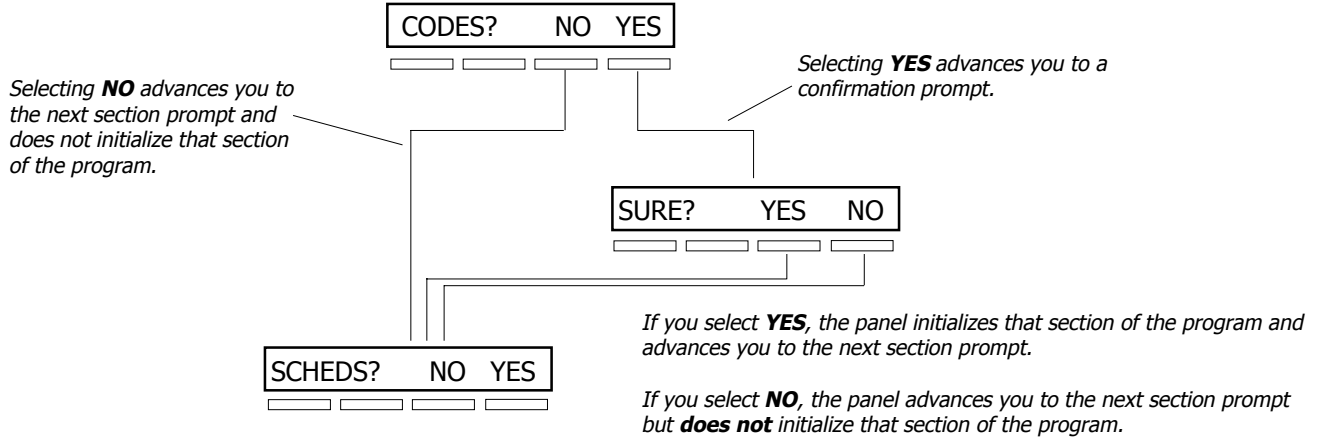 CODES? NO YES
Selecting NO advances you to
the next section prompt and
does not initialize that section
of the program.
Selecting YES advances you to a
confirmation prompt.
SURE? YES NO
If you select YES, the panel initializes that section of the program and
advances you to the next section prompt.
SCHEDS? NO YES
If you select NO, the panel advances you to the next section prompt
but does not initialize that section of the program.